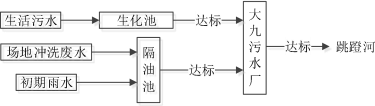 生活污水
生化池
达标
大九污水厂
达标
跳蹬河
场地冲洗废水
隔油池
达标
初期雨水